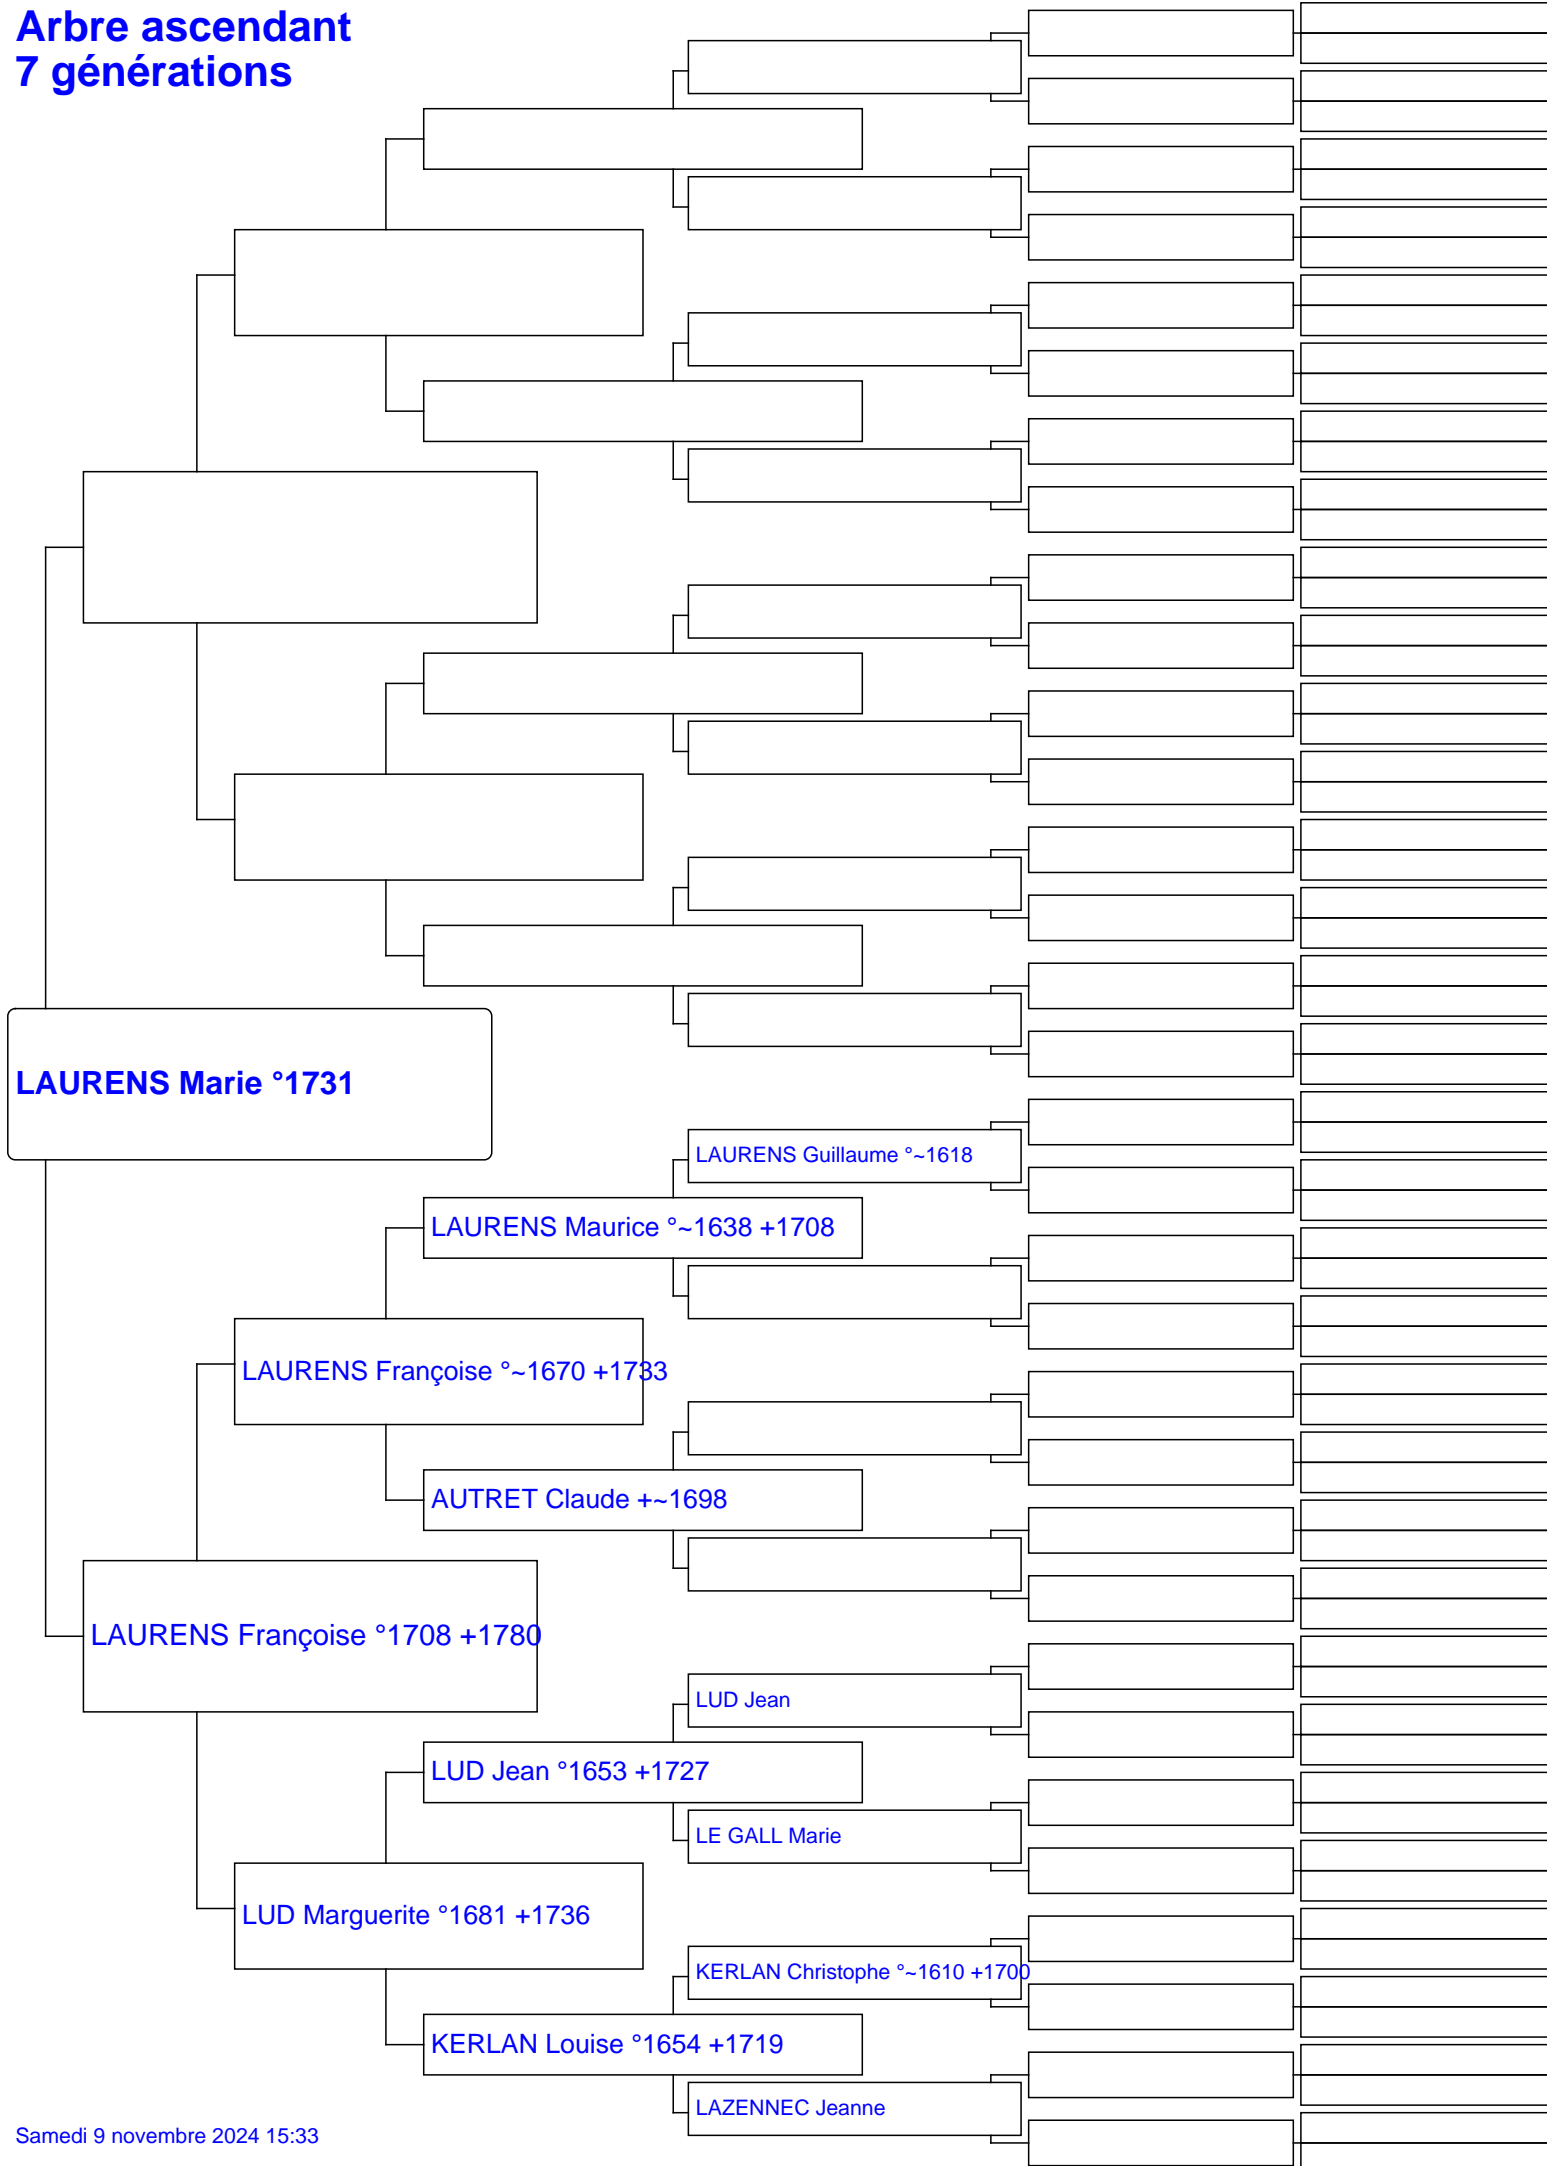 Arbre ascendant
7 générations
LAURENS Marie °1731
LAURENS Guillaume °~1618
LAURENS Maurice °~1638 +1708
LAURENS Françoise °~1670 +1733
AUTRET Claude +~1698
LAURENS Françoise °1708 +1780
LUD Jean
LUD Jean °1653 +1727
LE GALL Marie
LUD Marguerite °1681 +1736
KERLAN Christophe °~1610 +1700
KERLAN Louise °1654 +1719
LAZENNEC Jeanne
Samedi 9 novembre 2024 15:33